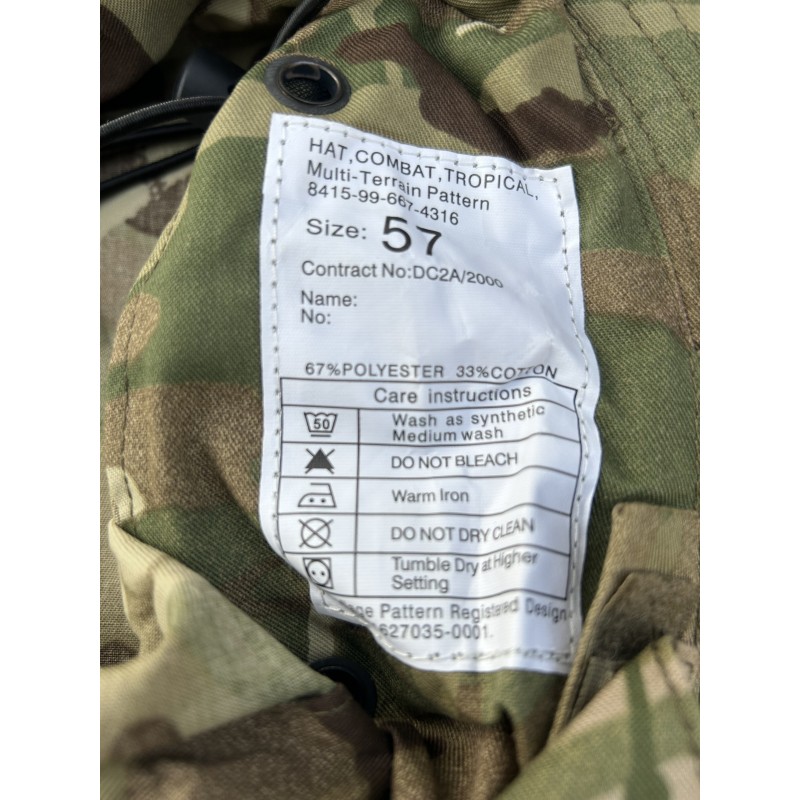 HAT,COMBAT,TROPICAL,
Multi-Terrain Pattern
8415-99-667-4316
Size: 57
Contract No:DC2A/2000
Name:
No:
67%POLYESTER 33%COTTON
Care instructions
50
Wash as synthetic
Medium wash
DO NOT BLEACH
Warm Iron
DO NOT DRY CLEAN
Tumble Dry at Higher
Setting
Pattern Registered Design
627035-0001.